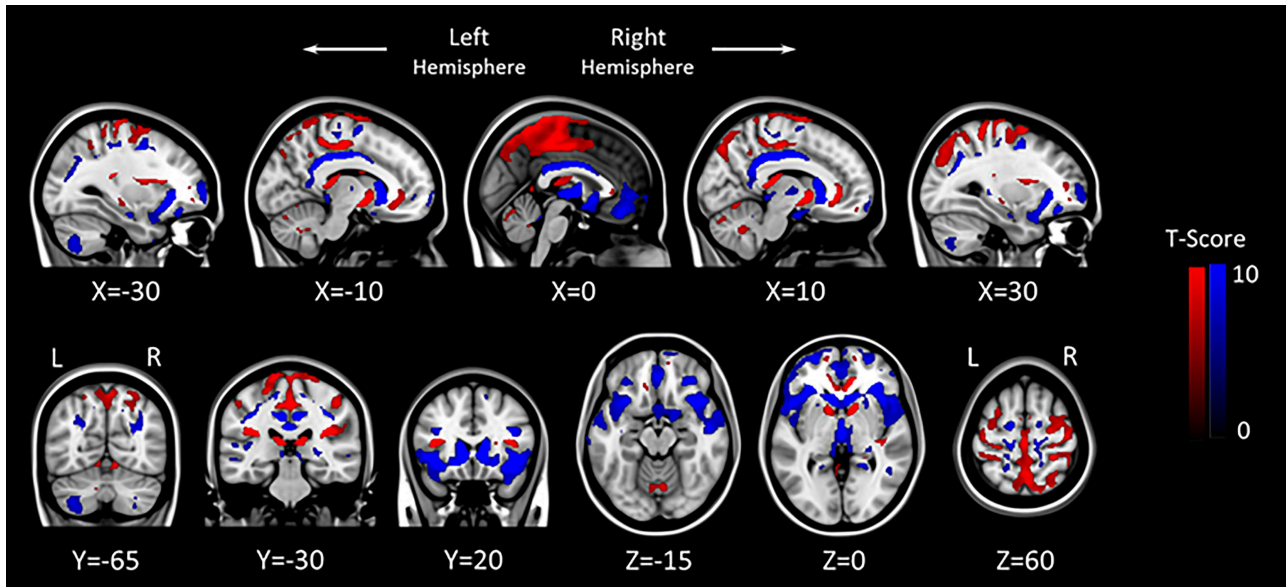 Left Hemisphere
Right Hemisphere
X=-30
X=-10
X=0
X=10
X=30
T-Score
10
0
L
R
L
R
Y=-65
Y=-30
Y=20
Z=-15
Z=0
Z=60